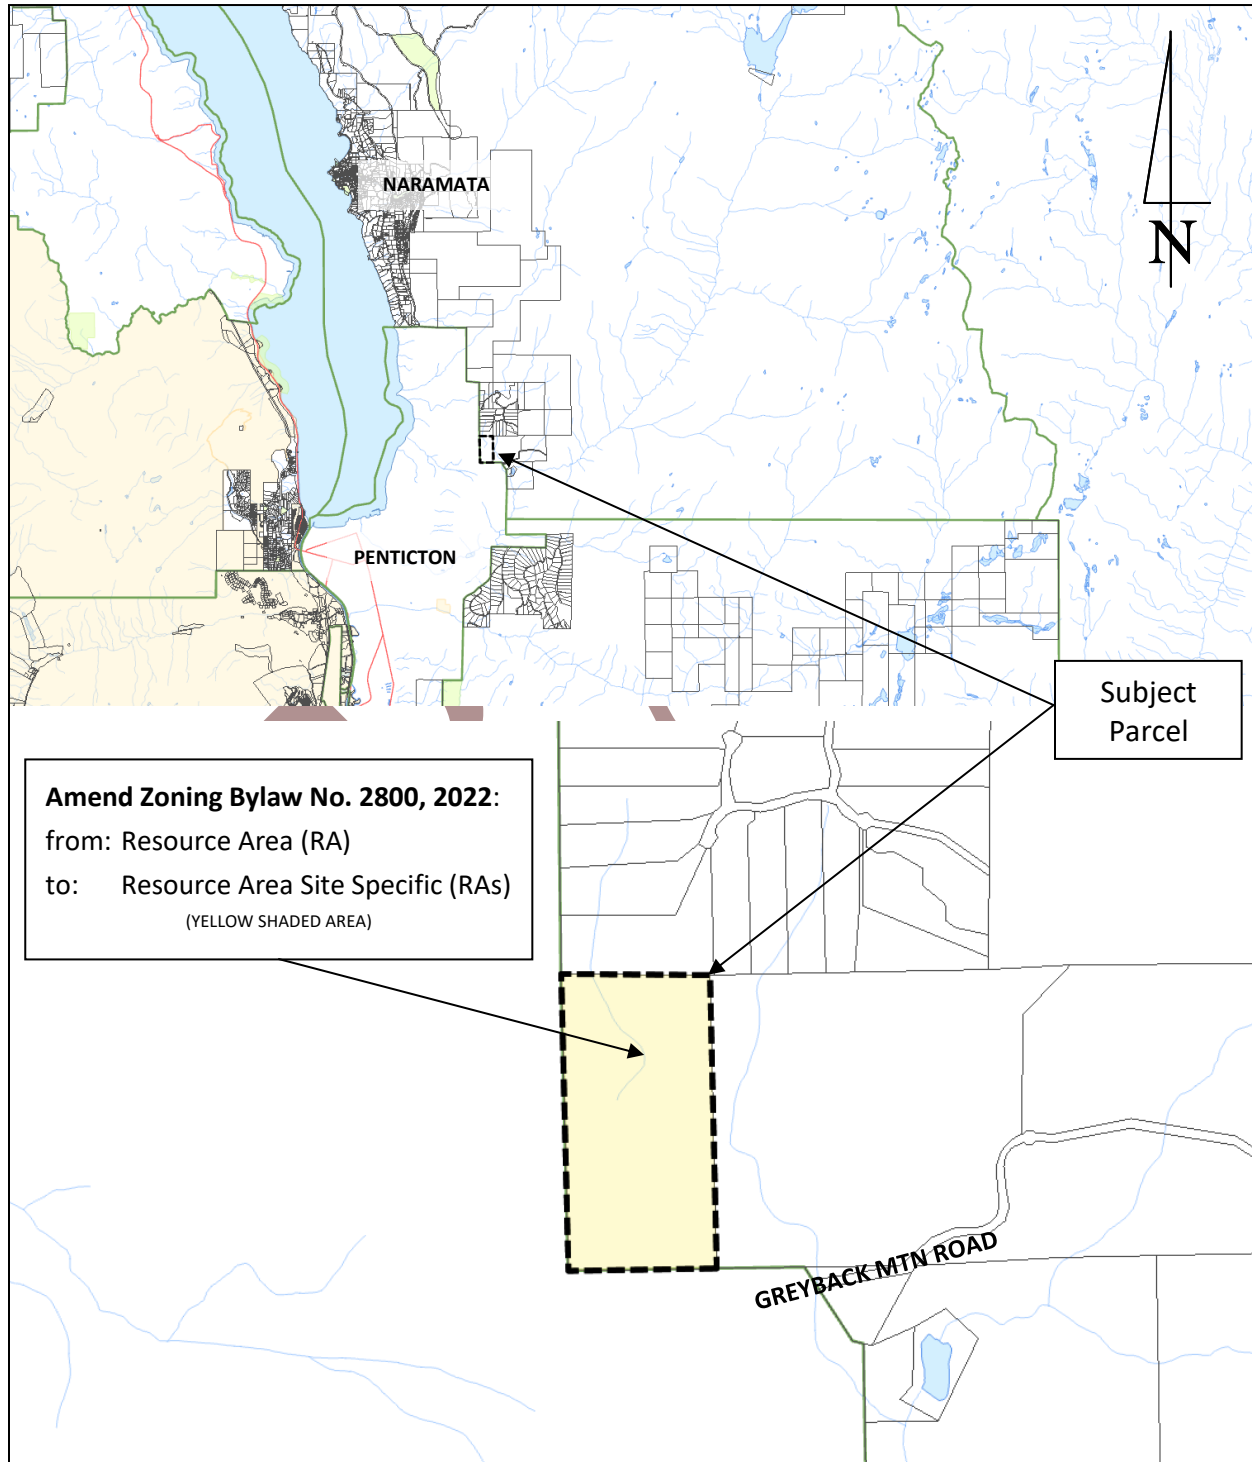 NARAMATA
N
PENTICTON
Subject
Parcel
Amend Zoning Bylaw No. 2800, 2022:
from: Resource Area (RA)
to: Resource Area Site Specific (RAs)
(YELLOW SHADED AREA)
GREYBACK MTN ROAD